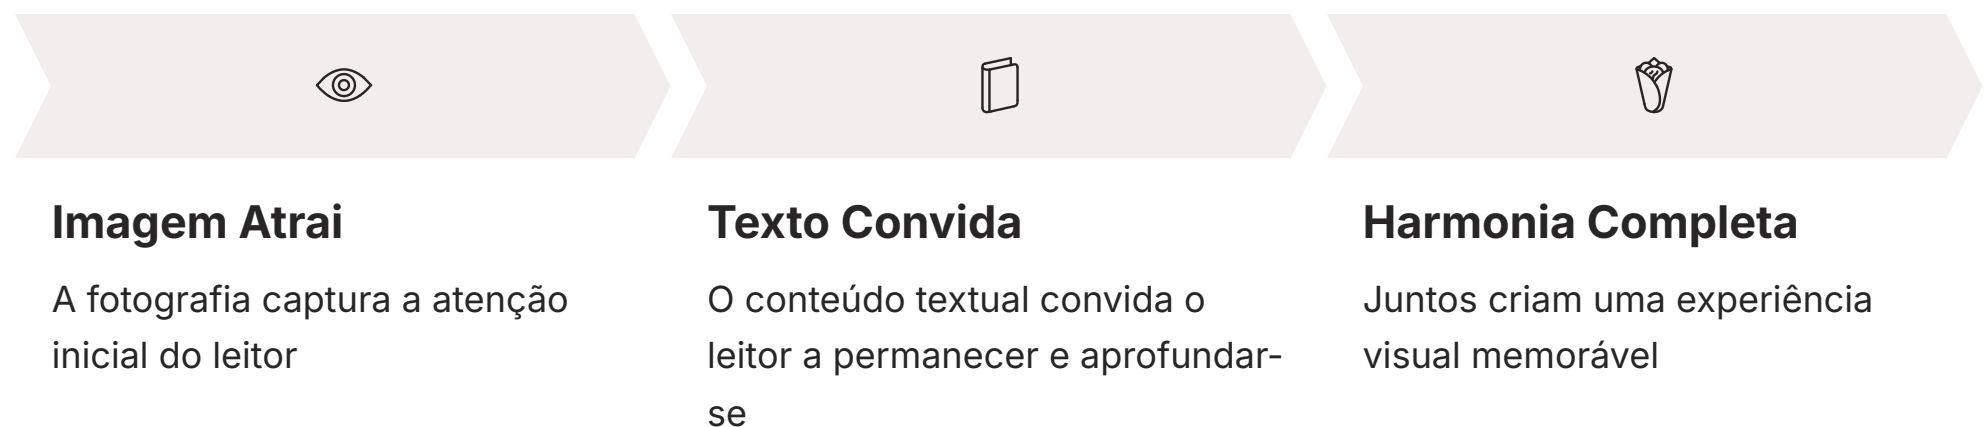 Imagem Atrai
A fotografia captura a atenção
inicial do leitor
Texto Convida
O conteúdo textual convida o
leitor a permanecer e aprofundar-
se
Harmonia Completa
Juntos criam uma experiência
visual memorável